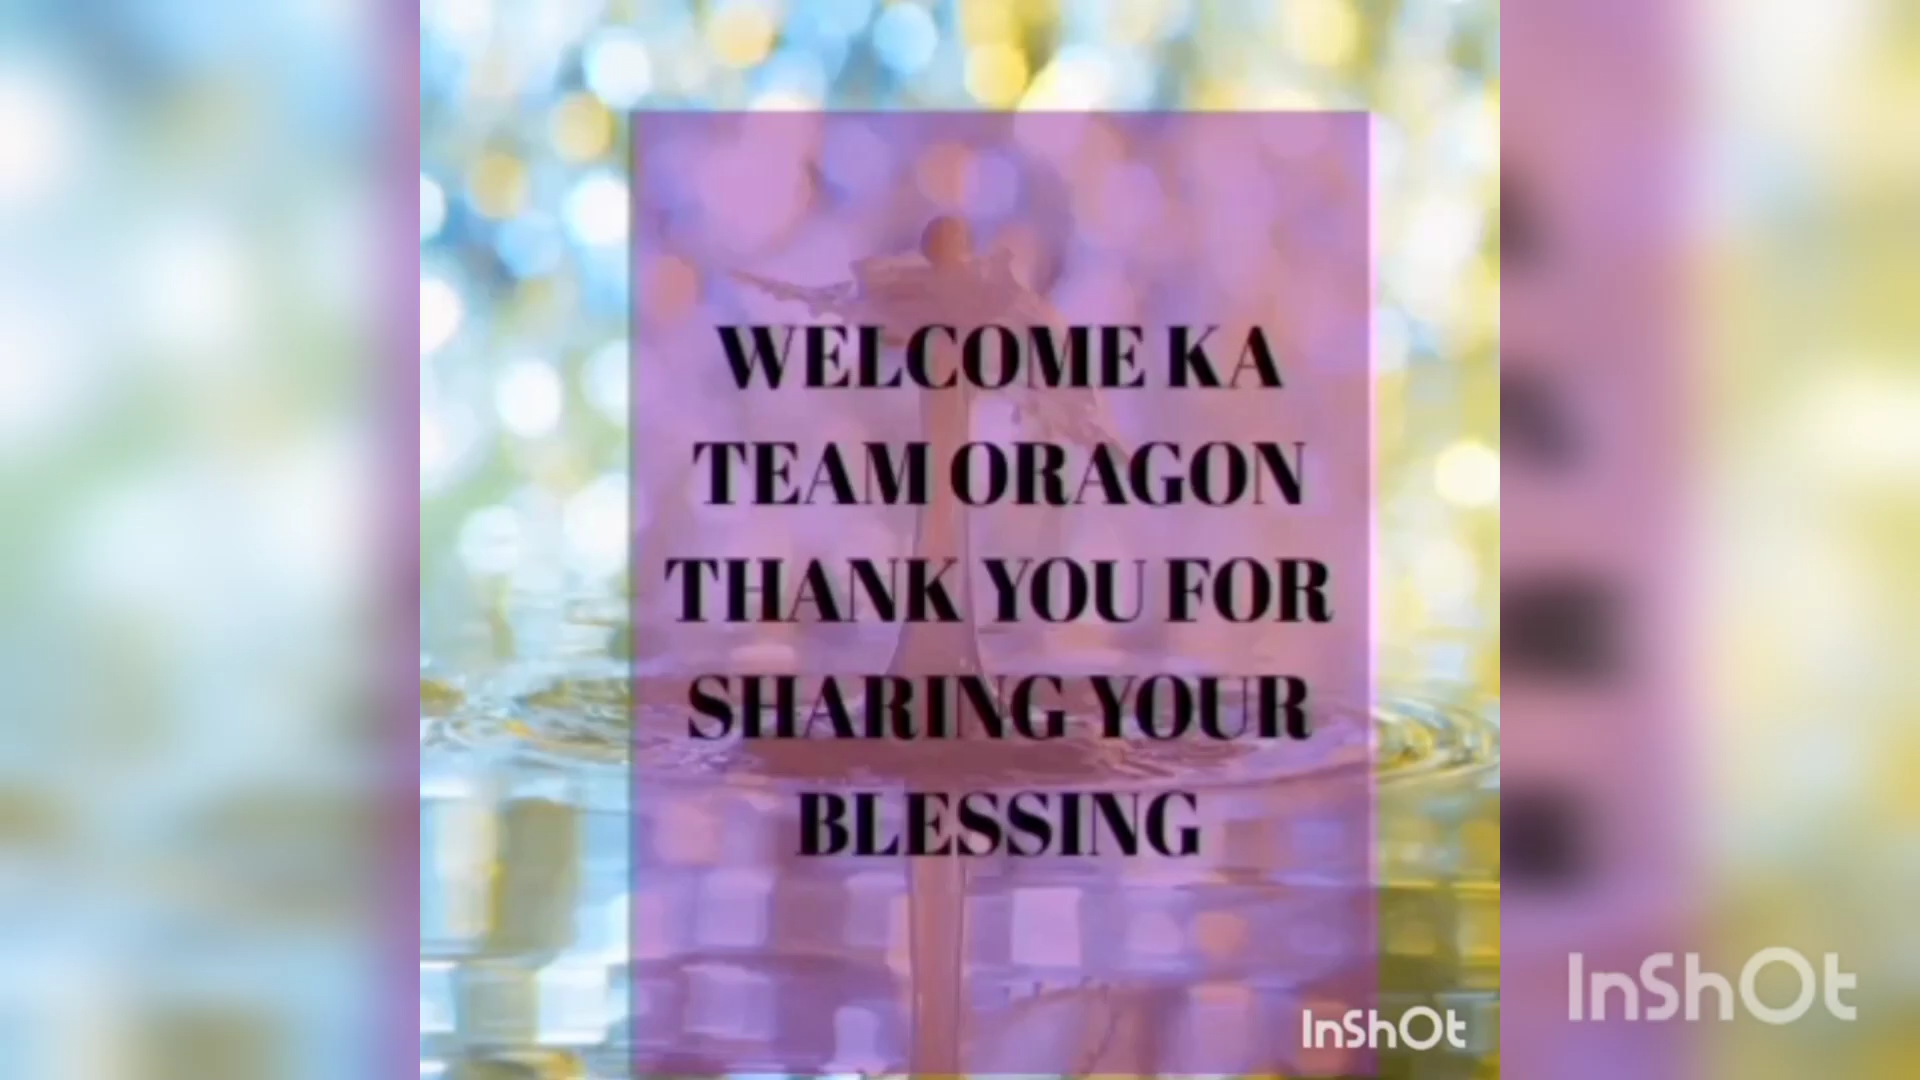 WELCOME KA
TEAM ORAGON
THANK YOU FOR
SHARING YOUR
BLESSING
InShOt
InShOt